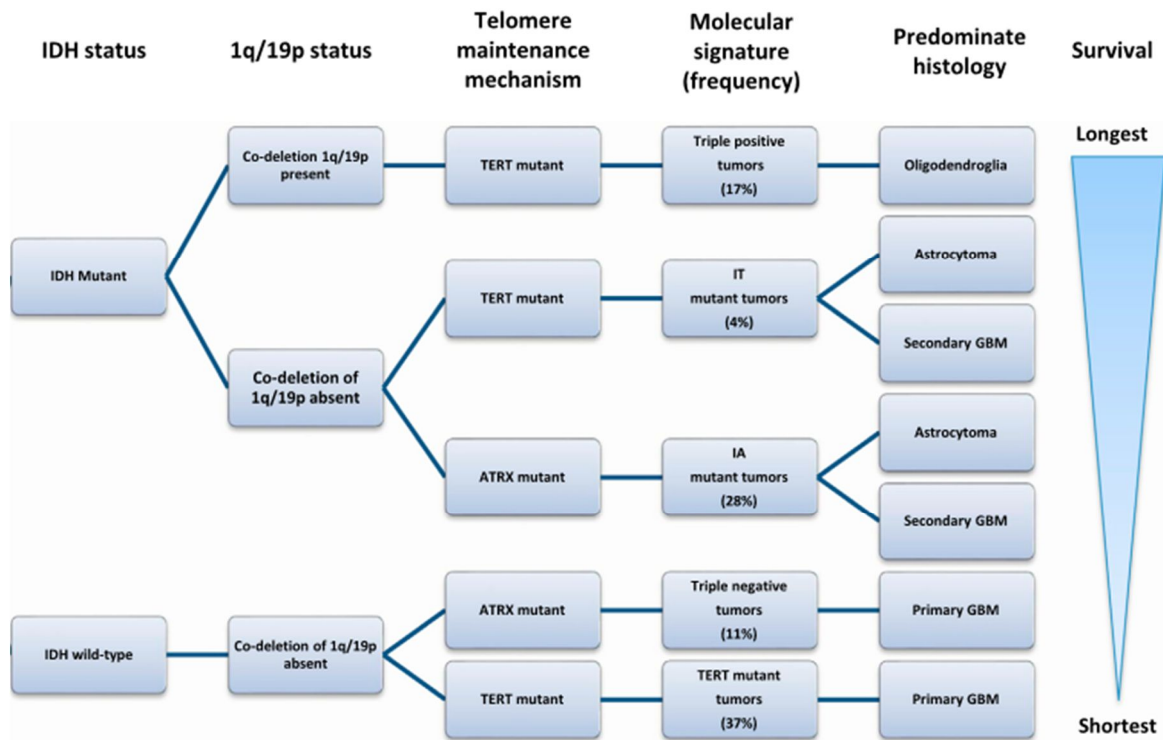 IDH status
1q/19p status
Telomere
maintenance
mechanism
Molecular
signature
(frequency)
Predominate
histology
Survival
Longest
Co-deletion 1q/19p
present
TERT mutant
Triple positive
tumors
(17%)
Oligodendroglia
IDH Mutant
TERT mutant
IT
mutant tumors
(4%)
Astrocytoma
Secondary GBM
Co-deletion of
1q/19p absent
ATRX mutant
IA
mutant tumors
(28%)
Astrocytoma
Secondary GBM
IDH wild-type
Co-deletion of 1q/19p
absent
ATRX mutant
Triple negative
tumors
(11%)
Primary GBM
TERT mutant
TERT mutant
tumors
(37%)
Primary GBM
Shortest